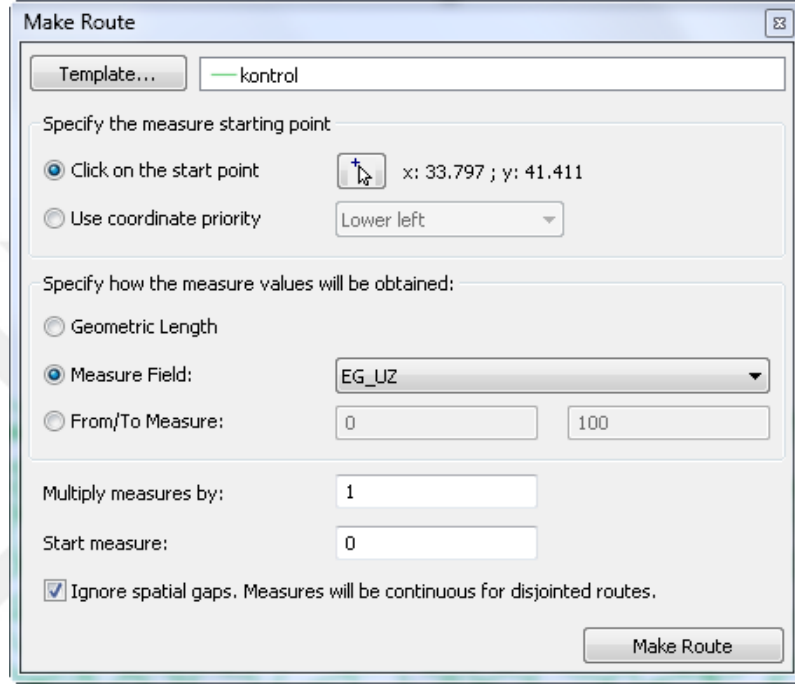 Make Route
Template...
kontrol
Specify the measure starting point
Click on the start point
x: 33.797 ; y: 41.411
Use coordinate priority
Lower left
Specify how the measure values will be obtained:
Geometric Length
Measure Field:
EG_UZ
From/To Measure:
0
100
Multiply measures by:
1
Start measure:
0
Ignore spatial gaps. Measures will be continuous for disjointed routes.
Make Route